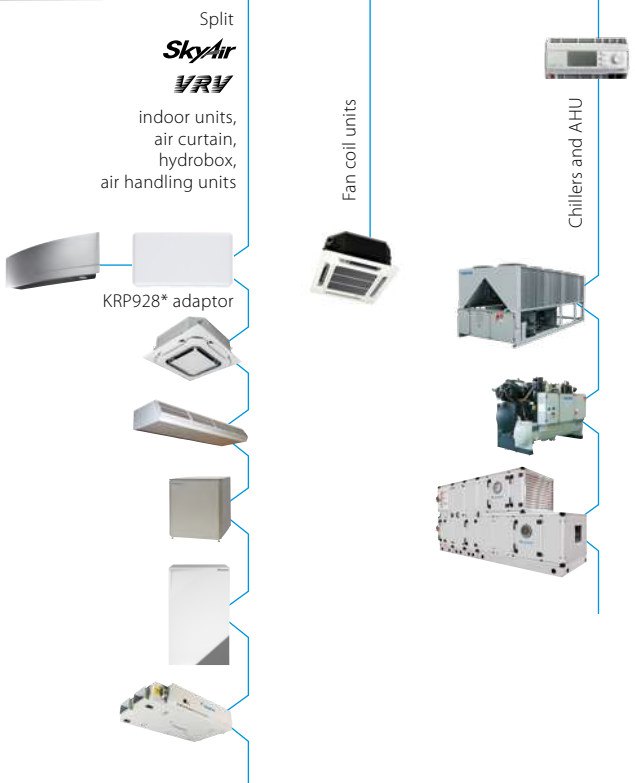 Split
SkyAir
VRV
indoor units,
air curtain,
hydrobox,
air handling units
Fan coil units
Chillers and AHU
KRP928* adaptor